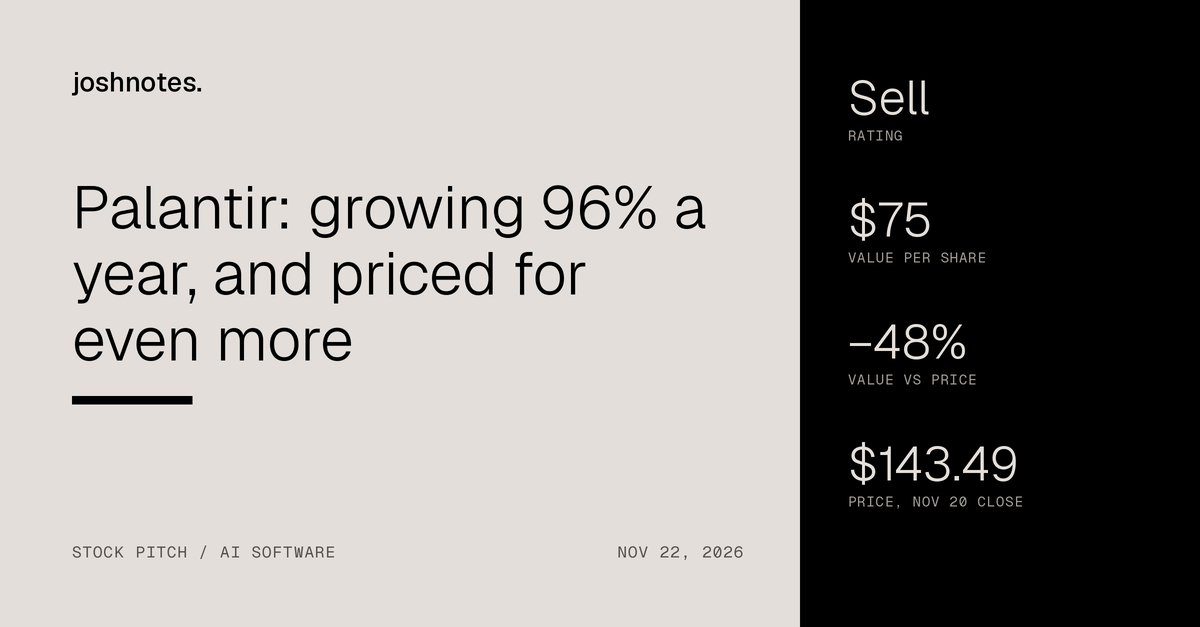 joshnotes.
Palantir: growing 96% a
year, and priced for
even more
STOCK PITCH / AI SOFTWARE
NOV 22, 2026
Sell
RATING
$75
VALUE PER SHARE
–48%
VALUE VS PRICE
$143.49
PRICE, NOV 20 CLOSE